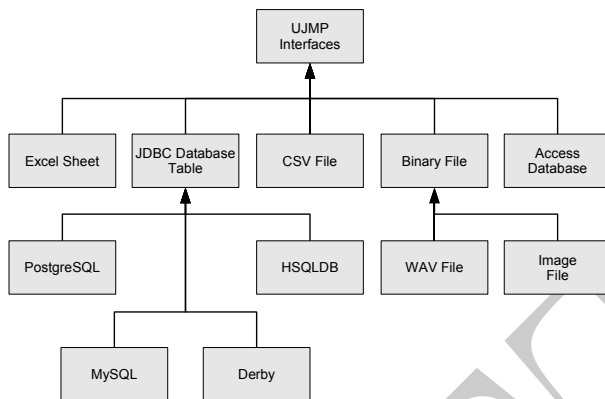 UJMP
Interfaces
Excel Sheet
JDBC Database
Table
CSV File
Binary File
Access
Database
PostgreSQL
HSQLDB
WAV File
Image
File
MySQL
Derby